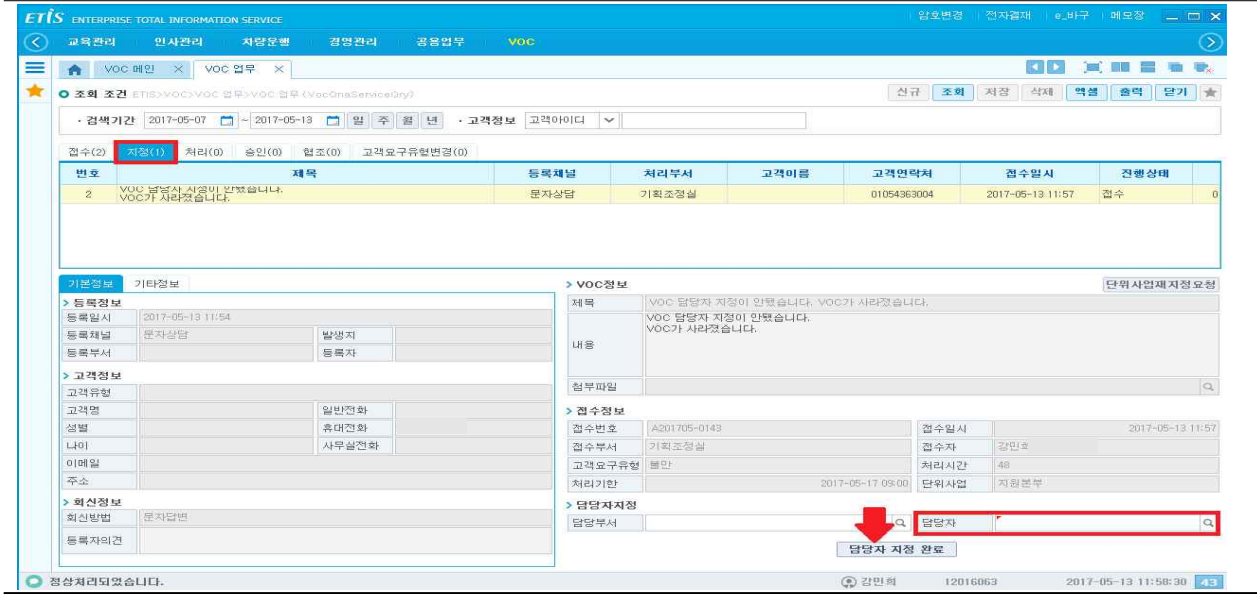 ETIS ENTERPRISE TOTAL INFORMATION SERVICE 암호변경 전자결재 e_바구 메모장
교육관리 인사관리 차량운행 경영관리 공용업무 VOC
VOC 메인 VOC 업무
조회 조건 ETIS>VOC>VOC 업무>VOC 업무 (VocOneServiceQry) 신규 조회 저장 삭제 엑셀 출력 닫기
· 검색기간 2017-05-07 ~ 2017-05-13 일 주 월 년 · 고객정보 고객아이디
접수(2) 지정(1) 처리(0) 승인(0) 협조(0) 고객요구유형변경(0)
번호 제목 등록채널 처리부서 고객이름 고객연락처 접수일시 진행상태
2 VOC 담당자 지정이 안됐습니다. 문자상담 기획조정실 01054363004 2017-05-13 11:57 접수 0
VOC가 사라졌습니다.
기본정보 기타정보 > VOC정보 단위사업재지정요청
> 등록정보 제목 VOC 담당자 지정이 안됐습니다. VOC가 사라졌습니다.
등록일시 2017-05-13 11:54 내용 VOC 담당자 지정이 안됐습니다.
VOC가 사라졌습니다.
등록채널 문자상담 발생지
등록부서 등록자
> 고객정보
고객유형 첨부파일
고객명 일반전화 > 접수정보
성별 휴대전화 접수번호 A201705-0143 접수일시 2017-05-13 11:57
나이 사무실전화 접수부서 기획조정실 접수자
이메일 고객요구유형 불만 처리시간 48
주소 처리기한 2017-05-17 09:00 단위사업 지원본부
> 회신정보 > 담당자지정
회신방법 문자답변 담당부서 담당자
등록자의견 담당자 지정 완료
정상처리되었습니다. 강민희 12016063 2017-05-13 11:58:30 43